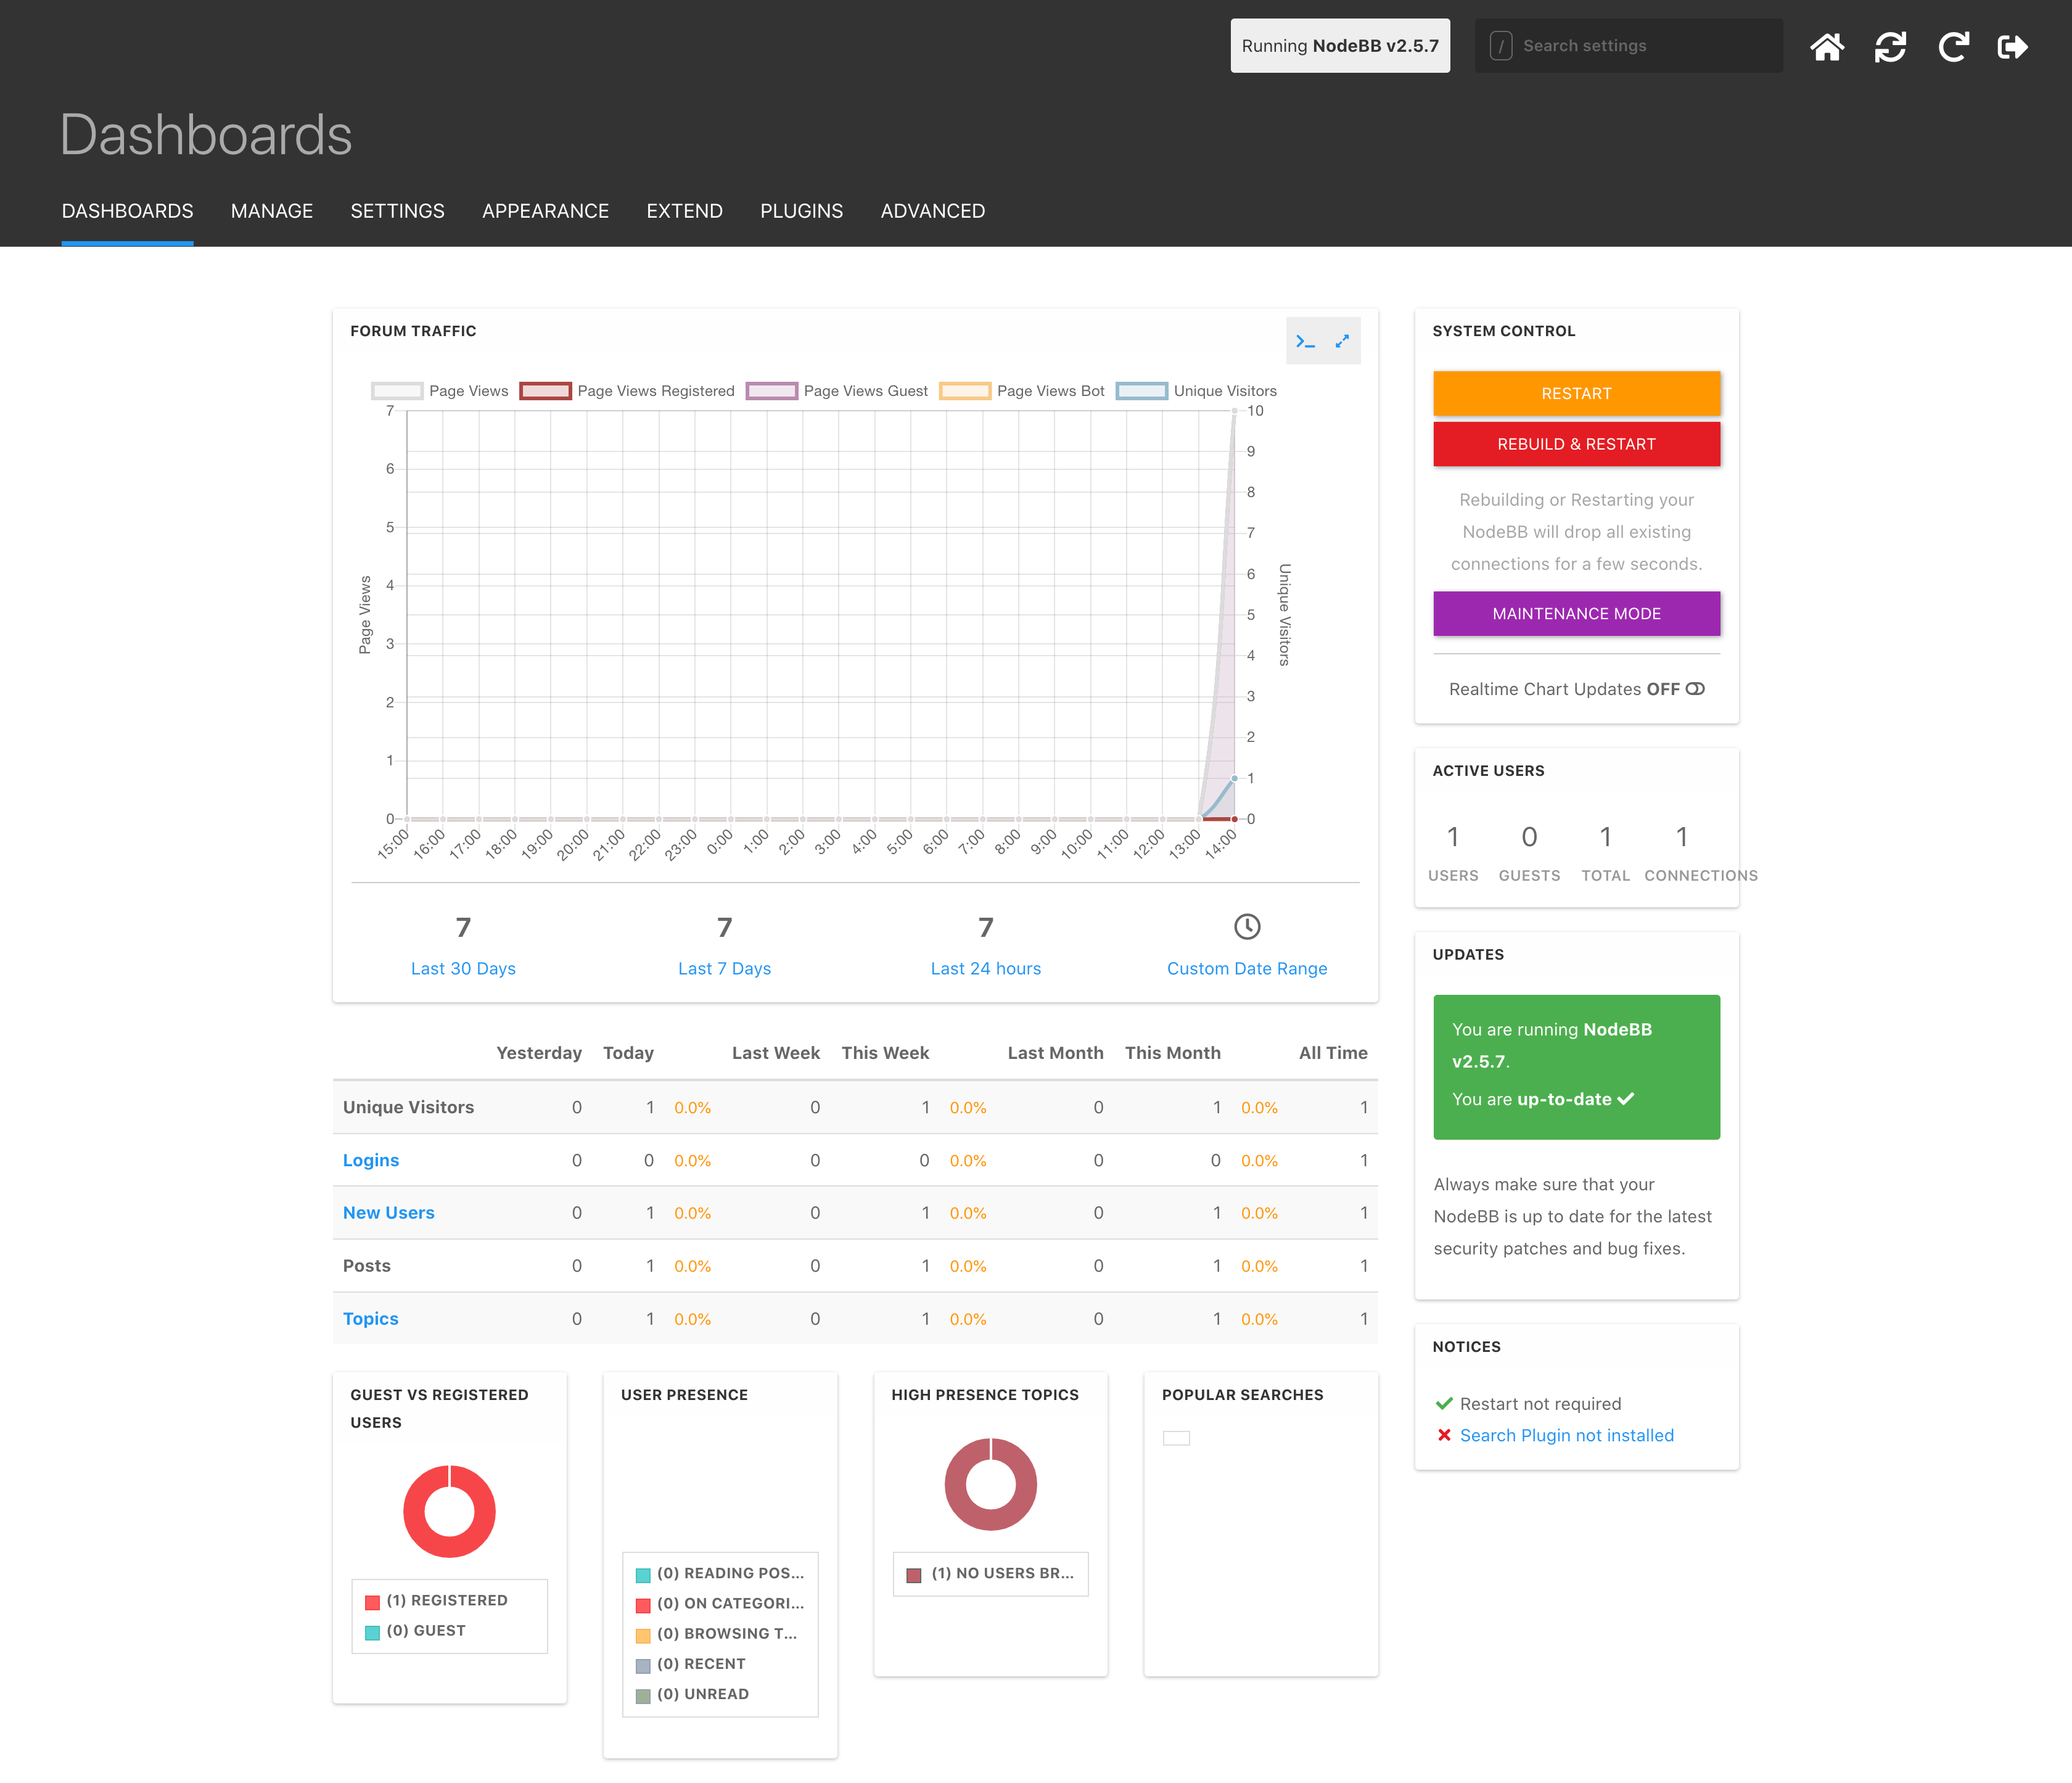 Running NodeBB v2.5.7
/ Search settings
Dashboards
DASHBOARDS MANAGE SETTINGS APPEARANCE EXTEND PLUGINS ADVANCED
FORUM TRAFFIC
Page Views Page Views Registered Page Views Guest Page Views Bot Unique Visitors
7
6
5
4
3
2
1
0
Page Views
10
9
8
7
6
5
4
3
2
1
0
Unique Visitors
15:00 16:00 17:00 18:00 19:00 20:00 21:00 22:00 23:00 0:00 1:00 2:00 3:00 4:00 5:00 6:00 7:00 8:00 9:00 10:00 11:00 12:00 13:00 14:00
7 7 7
Last 30 Days Last 7 Days Last 24 hours Custom Date Range
Yesterday Today Last Week This Week Last Month This Month All Time
Unique Visitors 0 1 0.0% 0 1 0.0% 0 1 0.0% 1
Logins 0 0 0.0% 0 0 0.0% 0 0 0.0% 1
New Users 0 1 0.0% 0 1 0.0% 0 1 0.0% 1
Posts 0 1 0.0% 0 1 0.0% 0 1 0.0% 1
Topics 0 1 0.0% 0 1 0.0% 0 1 0.0% 1
GUEST VS REGISTERED
USERS
(1) REGISTERED
(0) GUEST
USER PRESENCE
(0) READING POS...
(0) ON CATEGORI...
(0) BROWSING T...
(0) RECENT
(0) UNREAD
HIGH PRESENCE TOPICS
(1) NO USERS BR...
POPULAR SEARCHES
SYSTEM CONTROL
RESTART
REBUILD & RESTART
Rebuilding or Restarting your
NodeBB will drop all existing
connections for a few seconds.
MAINTENANCE MODE
Realtime Chart Updates OFF
ACTIVE USERS
1 0 1 1
USERS GUESTS TOTAL CONNECTIONS
UPDATES
You are running NodeBB
v2.5.7.
You are up-to-date
Always make sure that your
NodeBB is up to date for the latest
security patches and bug fixes.
NOTICES
Restart not required
Search Plugin not installed